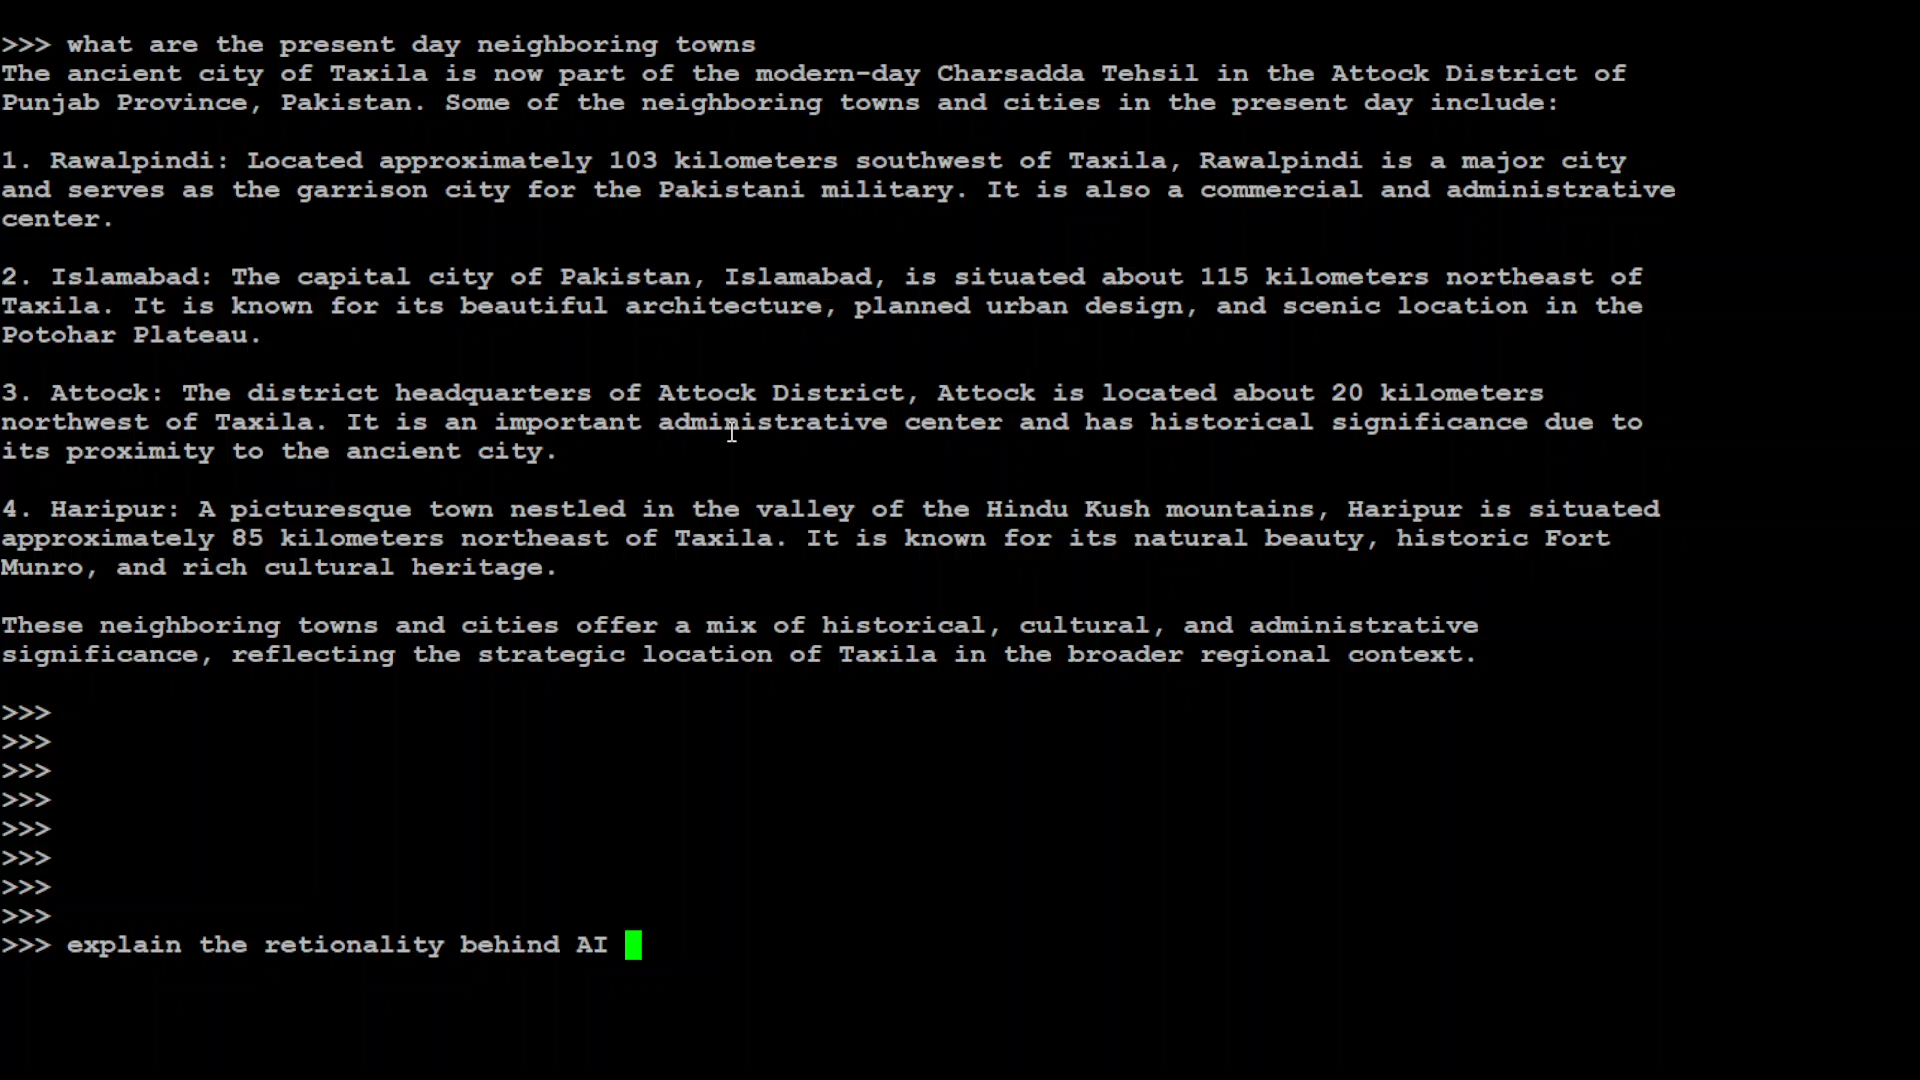 >>> what are the present day neighboring towns
The ancient city of Taxila is now part of the modern-day Charsadda Tehsil in the Attock District of
Punjab Province, Pakistan. Some of the neighboring towns and cities in the present day include:
1. Rawalpindi: Located approximately 103 kilometers southwest of Taxila, Rawalpindi is a major city
and serves as the garrison city for the Pakistani military. It is also a commercial and administrative
center.
2. Islamabad: The capital city of Pakistan, Islamabad, is situated about 115 kilometers northeast of
Taxila. It is known for its beautiful architecture, planned urban design, and scenic location in the
Potohar Plateau.
3. Attock: The district headquarters of Attock District, Attock is located about 20 kilometers
northwest of Taxila. It is an important administrative center and has historical significance due to
its proximity to the ancient city.
4. Haripur: A picturesque town nestled in the valley of the Hindu Kush mountains, Haripur is situated
approximately 85 kilometers northeast of Taxila. It is known for its natural beauty, historic Fort
Munro, and rich cultural heritage.
These neighboring towns and cities offer a mix of historical, cultural, and administrative
significance, reflecting the strategic location of Taxila in the broader regional context.
>>>
>>>
>>>
>>>
>>>
>>>
>>>
>>>
>>> explain the retionality behind AI